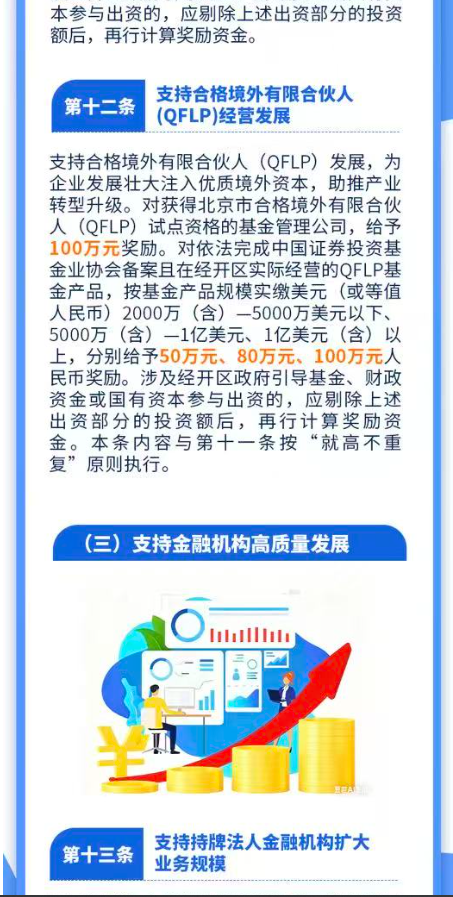 本参与出资的，应剔除上述出资部分的投资
额后，再行计算奖励资金。
第十二条
支持合格境外有限合伙人
(QFLP)经营发展
支持合格境外有限合伙人（QFLP）发展，为
企业发展壮大注入优质境外资本，助推产业
转型升级。对获得北京市合格境外有限合伙
人（QFLP）试点资格的基金管理公司，给予
100万元奖励。对依法完成中国证券投资基
金业协会备案且在经开区实际经营的QFLP基
金产品，按基金产品规模实缴美元（或等值
人民币）2000万（含）—5000万美元以下、
5000万（含）—1亿美元、1亿美元（含）以
上，分别给予50万元、80万元、100万元人
民币奖励。涉及经开区政府引导基金、财政
资金或国有资本参与出资的，应剔除上述
出资部分的投资额后，再行计算奖励资
金。本条内容与第十一条按“就高不重
复”原则执行。
（三）支持金融机构高质量发展
¥
第十三条
支持持牌法人金融机构扩大
业务规模